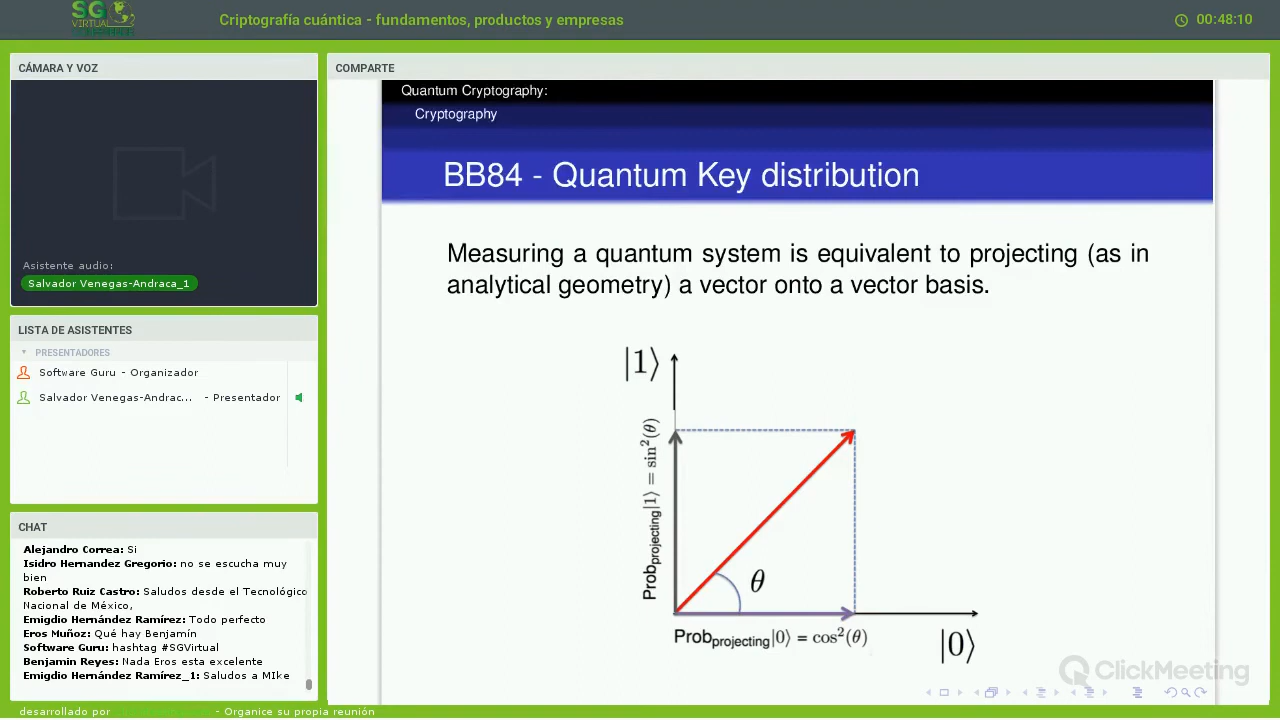 SG
VIRTUAL
Criptografía cuántica - fundamentos, productos y empresas
00:48:10
CÁMARA Y VOZ
Asistente audio:
Salvador Venegas-Andraca_1
LISTA DE ASISTENTES
PRESENTADORES
Software Guru - Organizador
Salvador Venegas-Andrac... - Presentador
CHAT
Alejandro Correa: Si
Isidro Hernandez Gregorio: no se escucha muy
bien
Roberto Ruiz Castro: Saludos desde el Tecnológico
Nacional de México,
Emigdio Hernández Ramírez: Todo perfecto
Eros Muñoz: Qué hay Benjamín
Software Guru: hashtag #SGVirtual
Benjamin Reyes: Nada Eros esta excelente
Emigdio Hernández Ramírez_1: Saludos a MIke
desarrollado por
- Organice su propia reunión
COMPARTE
Quantum Cryptography:
Cryptography
BB84 - Quantum Key distribution
Measuring a quantum system is equivalent to projecting (as in
analytical geometry) a vector onto a vector basis.
|1⟩
Prob_projecting|1⟩ = sin²(θ)
θ
Prob_projecting|0⟩ = cos²(θ)
|0⟩
ClickMeeting